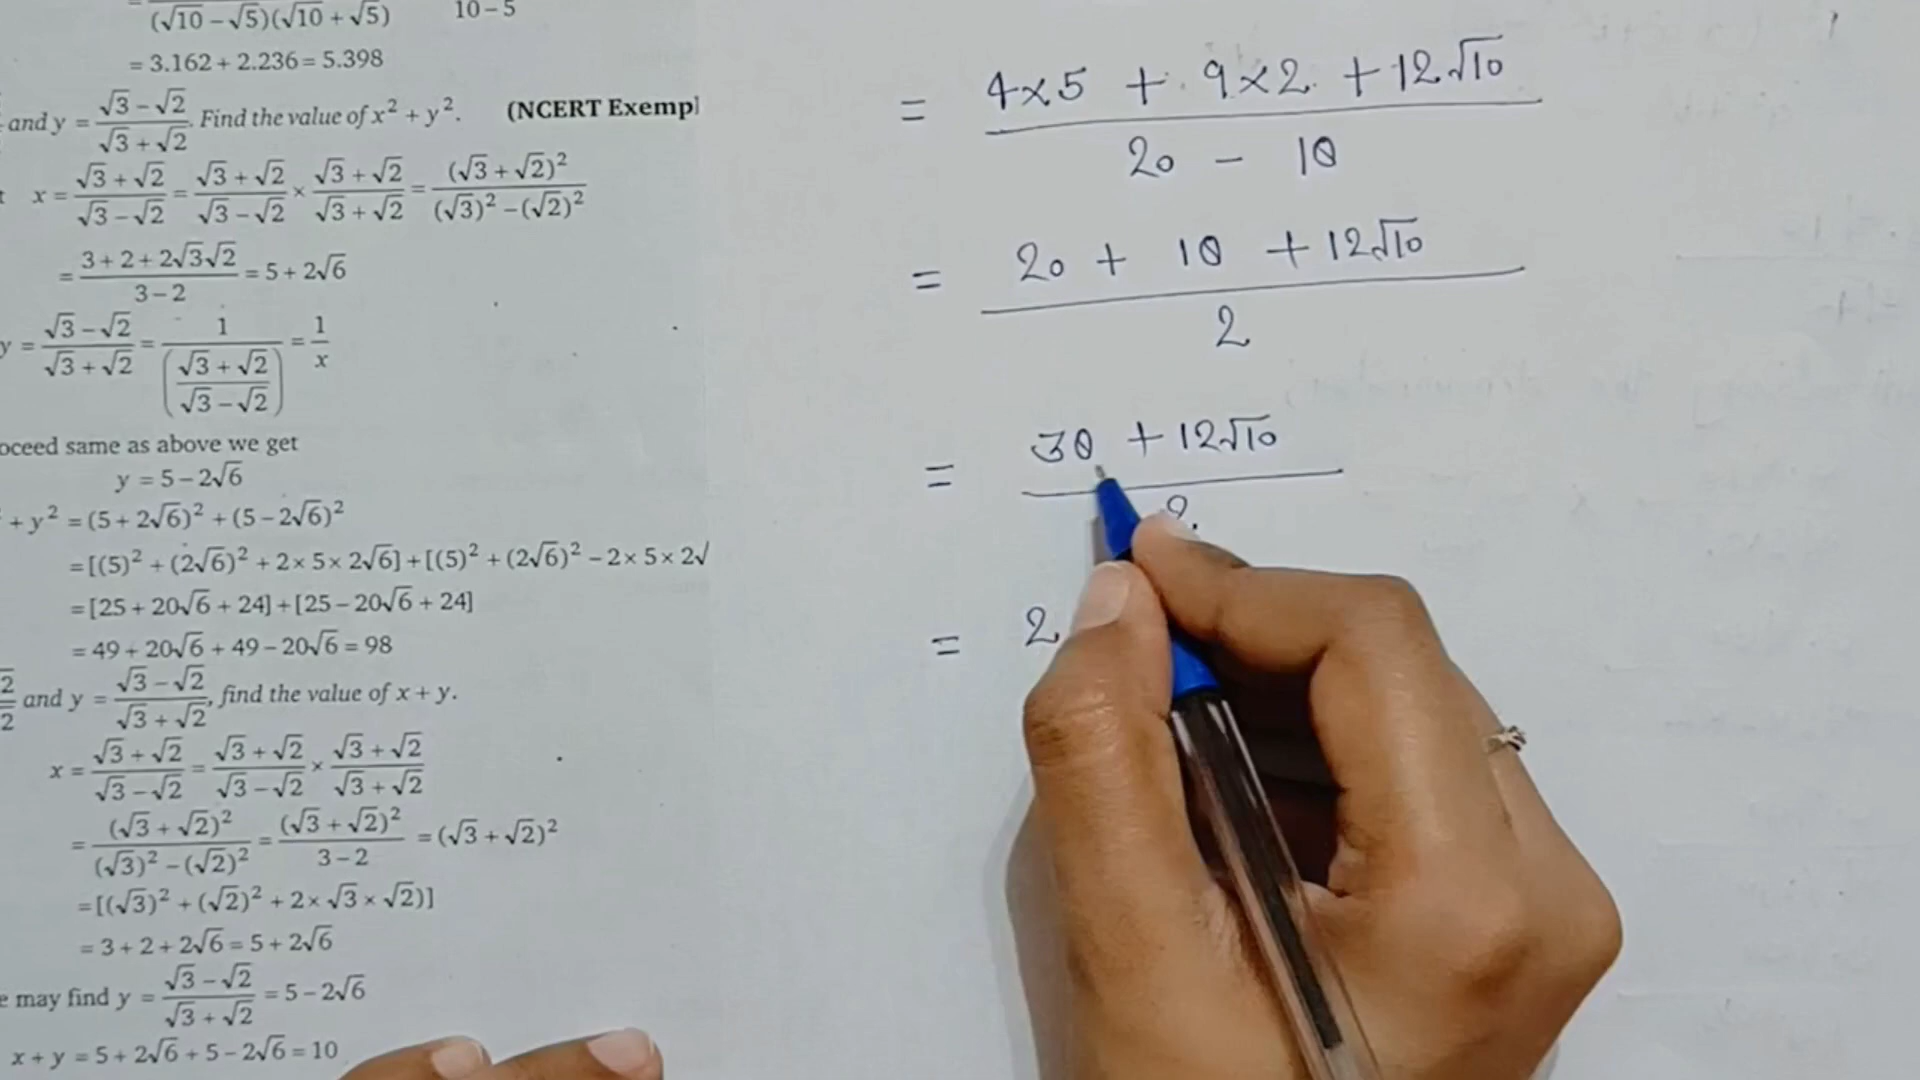 (√10 − √5)(√10 + √5) 10 − 5
= 3.162 + 2.236 = 5.398
and y = (√3 − √2)/(√3 + √2). Find the value of x² + y². (NCERT Exempl
x = (√3 + √2)/(√3 − √2) = (√3 + √2)/(√3 − √2) × (√3 + √2)/(√3 + √2) = (√3 + √2)²/((√3)² − (√2)²)
= (3 + 2 + 2√3√2)/(3 − 2) = 5 + 2√6
y = (√3 − √2)/(√3 + √2) = 1/((√3 + √2)/(√3 − √2)) = 1/x
oceed same as above we get
y = 5 − 2√6
+ y² = (5 + 2√6)² + (5 − 2√6)²
= [(5)² + (2√6)² + 2 × 5 × 2√6] + [(5)² + (2√6)² − 2 × 5 × 2√
= [25 + 20√6 + 24] + [25 − 20√6 + 24]
= 49 + 20√6 + 49 − 20√6 = 98
and y = (√3 − √2)/(√3 + √2), find the value of x + y.
x = (√3 + √2)/(√3 − √2) = (√3 + √2)/(√3 − √2) × (√3 + √2)/(√3 + √2)
= (√3 + √2)²/((√3)² − (√2)²) = (√3 + √2)²/(3 − 2) = (√3 + √2)²
= [(√3)² + (√2)² + 2 × √3 × √2)]
= 3 + 2 + 2√6 = 5 + 2√6
e may find y = (√3 − √2)/(√3 + √2) = 5 − 2√6
x + y = 5 + 2√6 + 5 − 2√6 = 10
= (4×5 + 9×2 + 12√10)/(20 − 18)
= (20 + 18 + 12√10)/2
= (38 + 12√10)/2
= 2